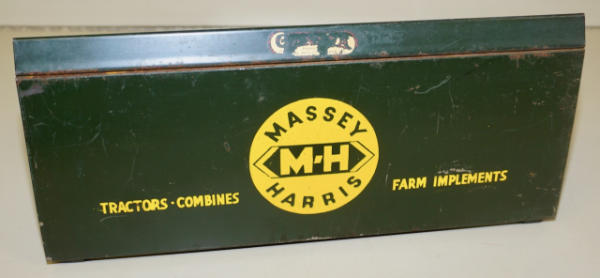 MASSEY
M-H
HARRIS
TRACTORS·COMBINES
FARM IMPLEMENTS